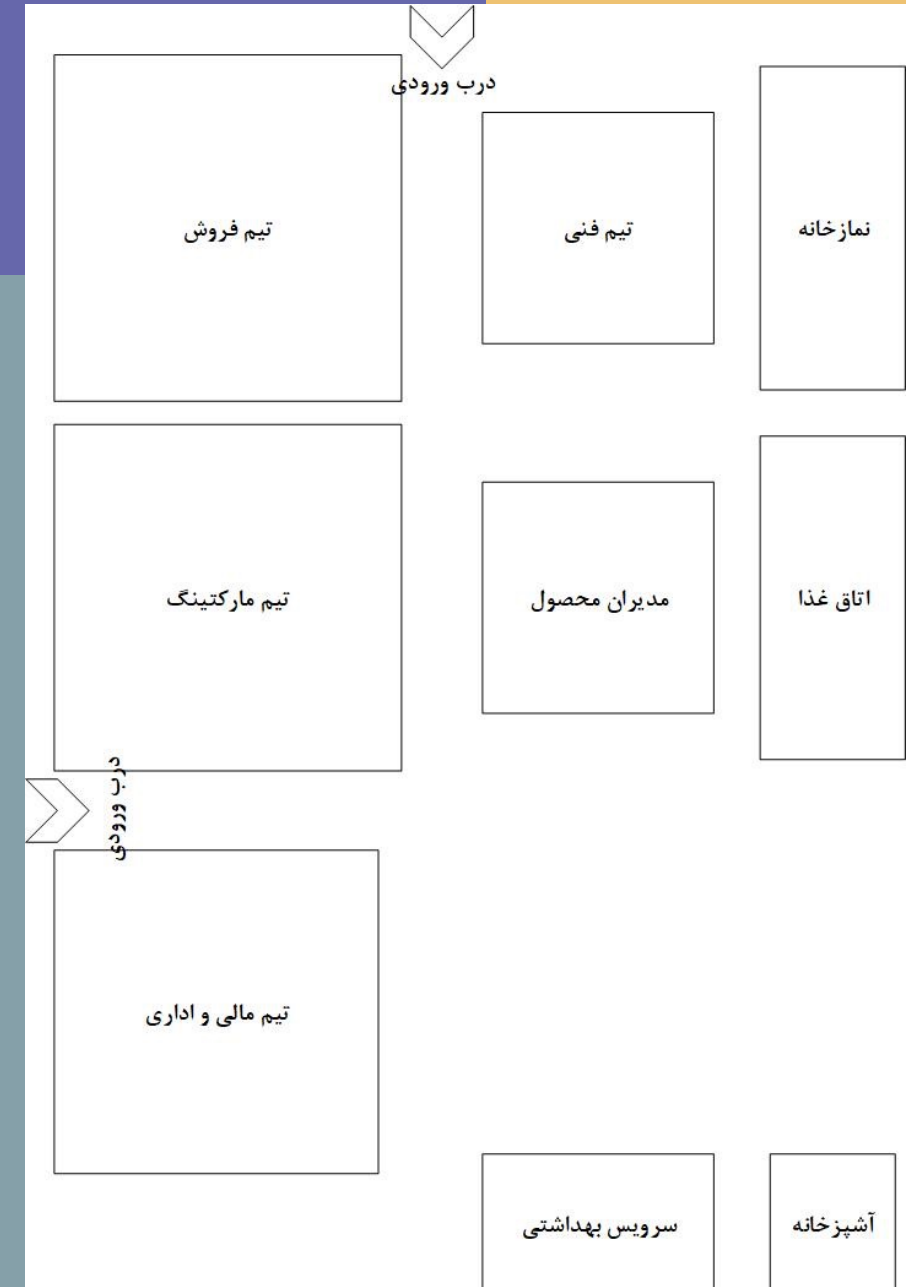 درب ورودی
نمازخانه
تیم فنی
تیم فروش
اتاق غذا
مدیران محصول
تیم مارکتینگ
درب ورودی
تیم مالی و اداری
آشپزخانه
سرویس بهداشتی